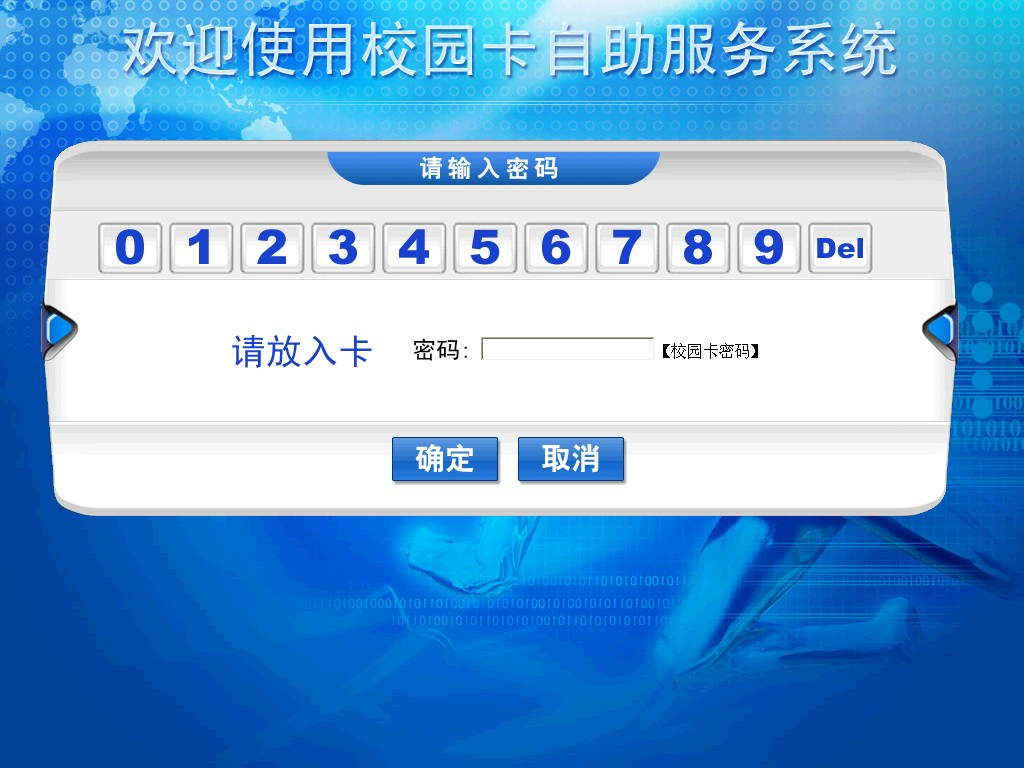 欢迎使用校园卡自助服务系统
请输入密码
0 1 2 3 4 5 6 7 8 9 Del
请放入卡 密码: 【校园卡密码】
确定 取消